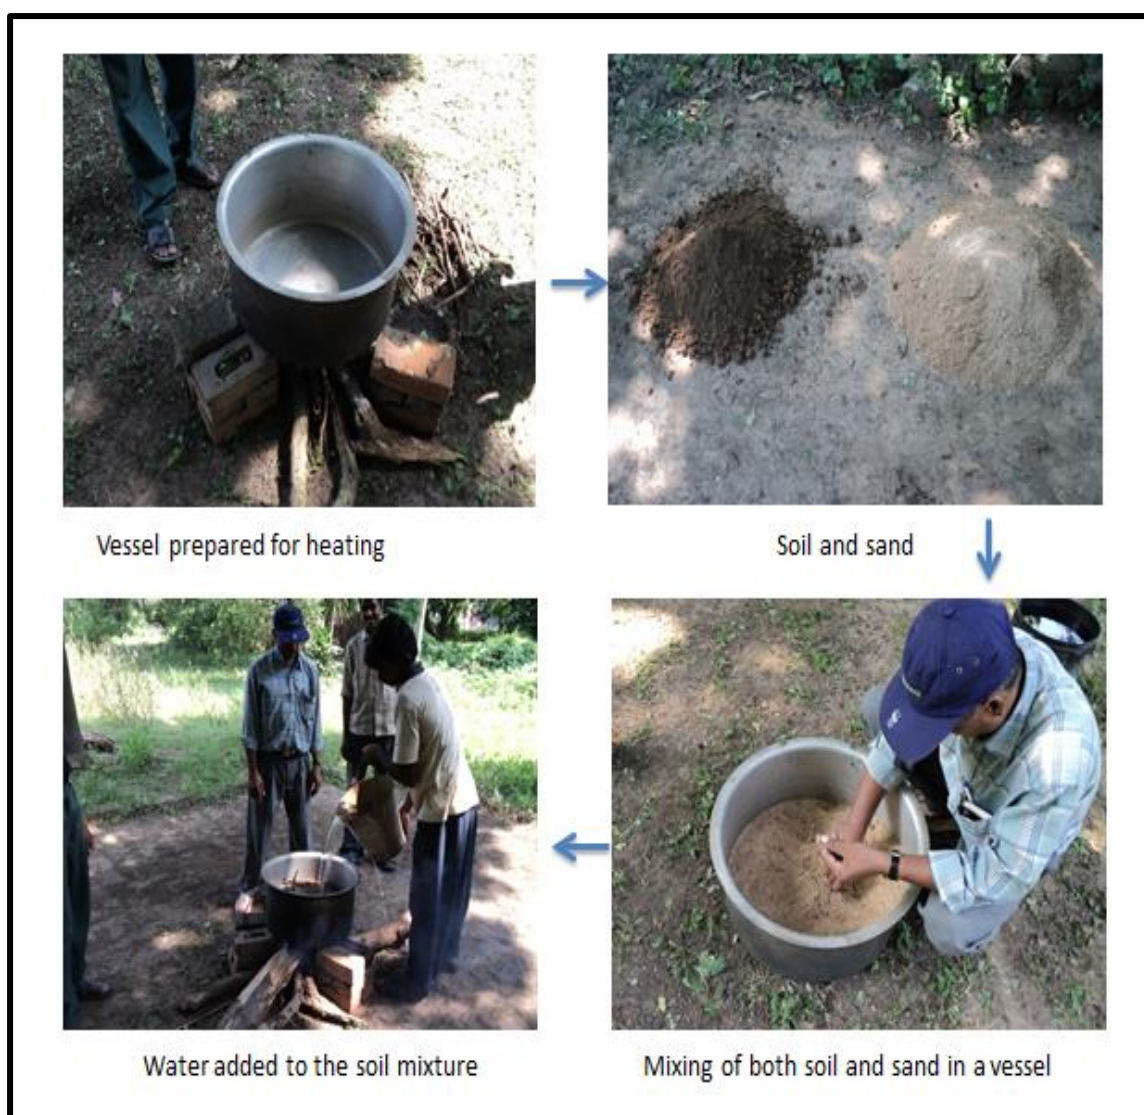 Vessel prepared for heating
Soil and sand
Water added to the soil mixture
Mixing of both soil and sand in a vessel